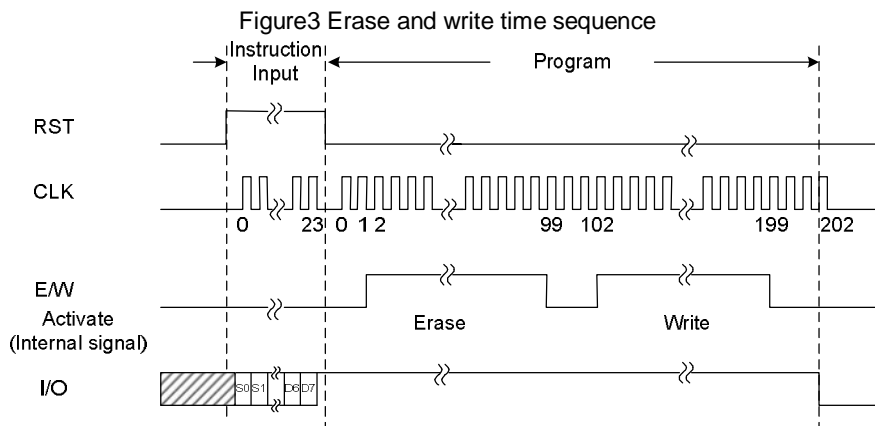 Figure3 Erase and write time sequence
Instruction
Input
Program
RST
CLK
0 23 0 1 2 99 102 199 202
E/W
Activate
(Internal signal)
Erase Write
I/O
S0 S1 D6 D7